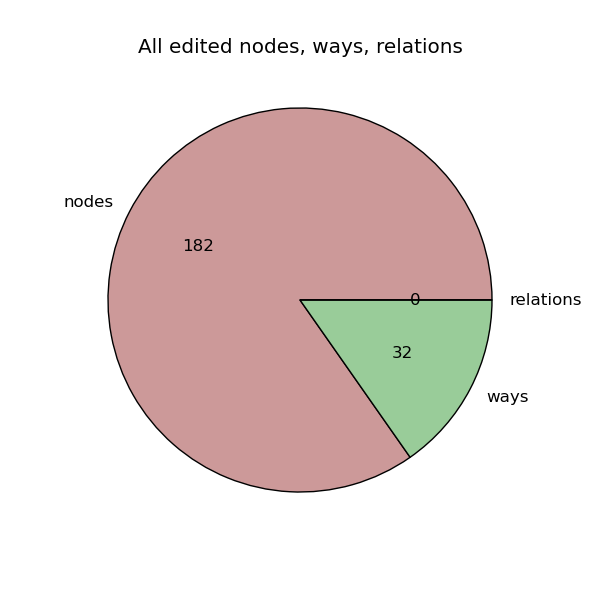 All edited nodes, ways, relations
nodes
182
0
relations
32
ways